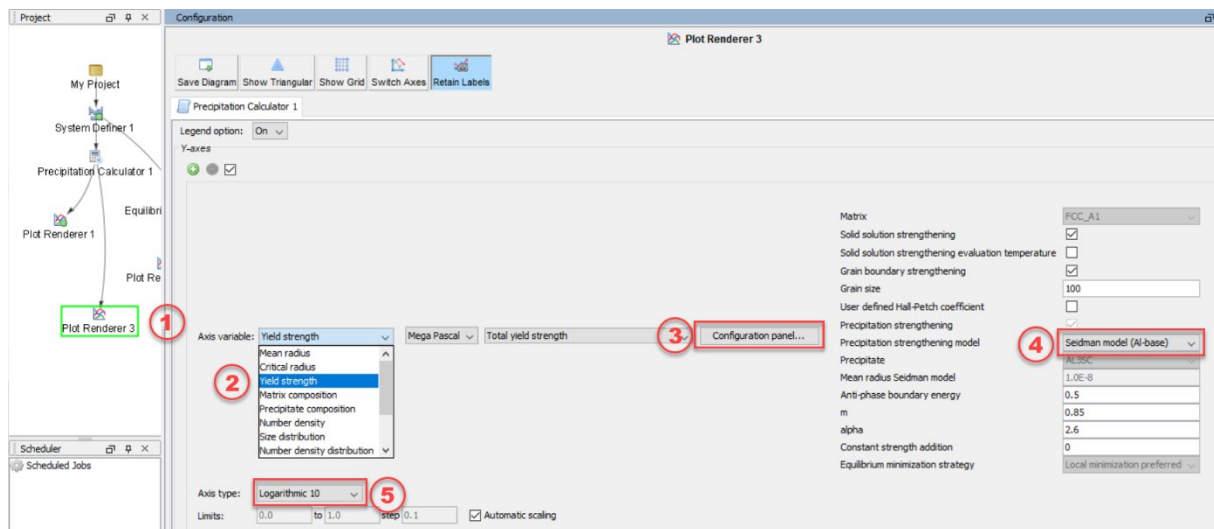 Project
Configuration
Plot Renderer 3
My Project
System Definer 1
Precipitation Calculator 1
Equilibri
Plot Renderer 1
Plot Re
Plot Renderer 3
1
Scheduler
Scheduled Jobs
Save Diagram Show Triangular Show Grid Switch Axes Retain Labels
Precipitation Calculator 1
Legend option: On
Y-axes
Axis variable: Yield strength Mega Pascal Total yield strength 3 Configuration panel...
Mean radius
Critical radius
2 Yield strength
Matrix composition
Precipitate composition
Number density
Size distribution
Number density distribution
Matrix FCC_A1
Solid solution strengthening
Solid solution strengthening evaluation temperature
Grain boundary strengthening
Grain size 100
User defined Hall-Petch coefficient
Precipitation strengthening
Precipitation strengthening model 4 Seidman model (Al-base)
Precipitate AL3SC
Mean radius Seidman model 1.0E-8
Anti-phase boundary energy 0.5
m 0.85
alpha 2.6
Constant strength addition 0
Equilibrium minimization strategy Local minimization preferred
Axis type: Logarithmic 10 5
Limits: 0.0 to 1.0 step 0.1 Automatic scaling